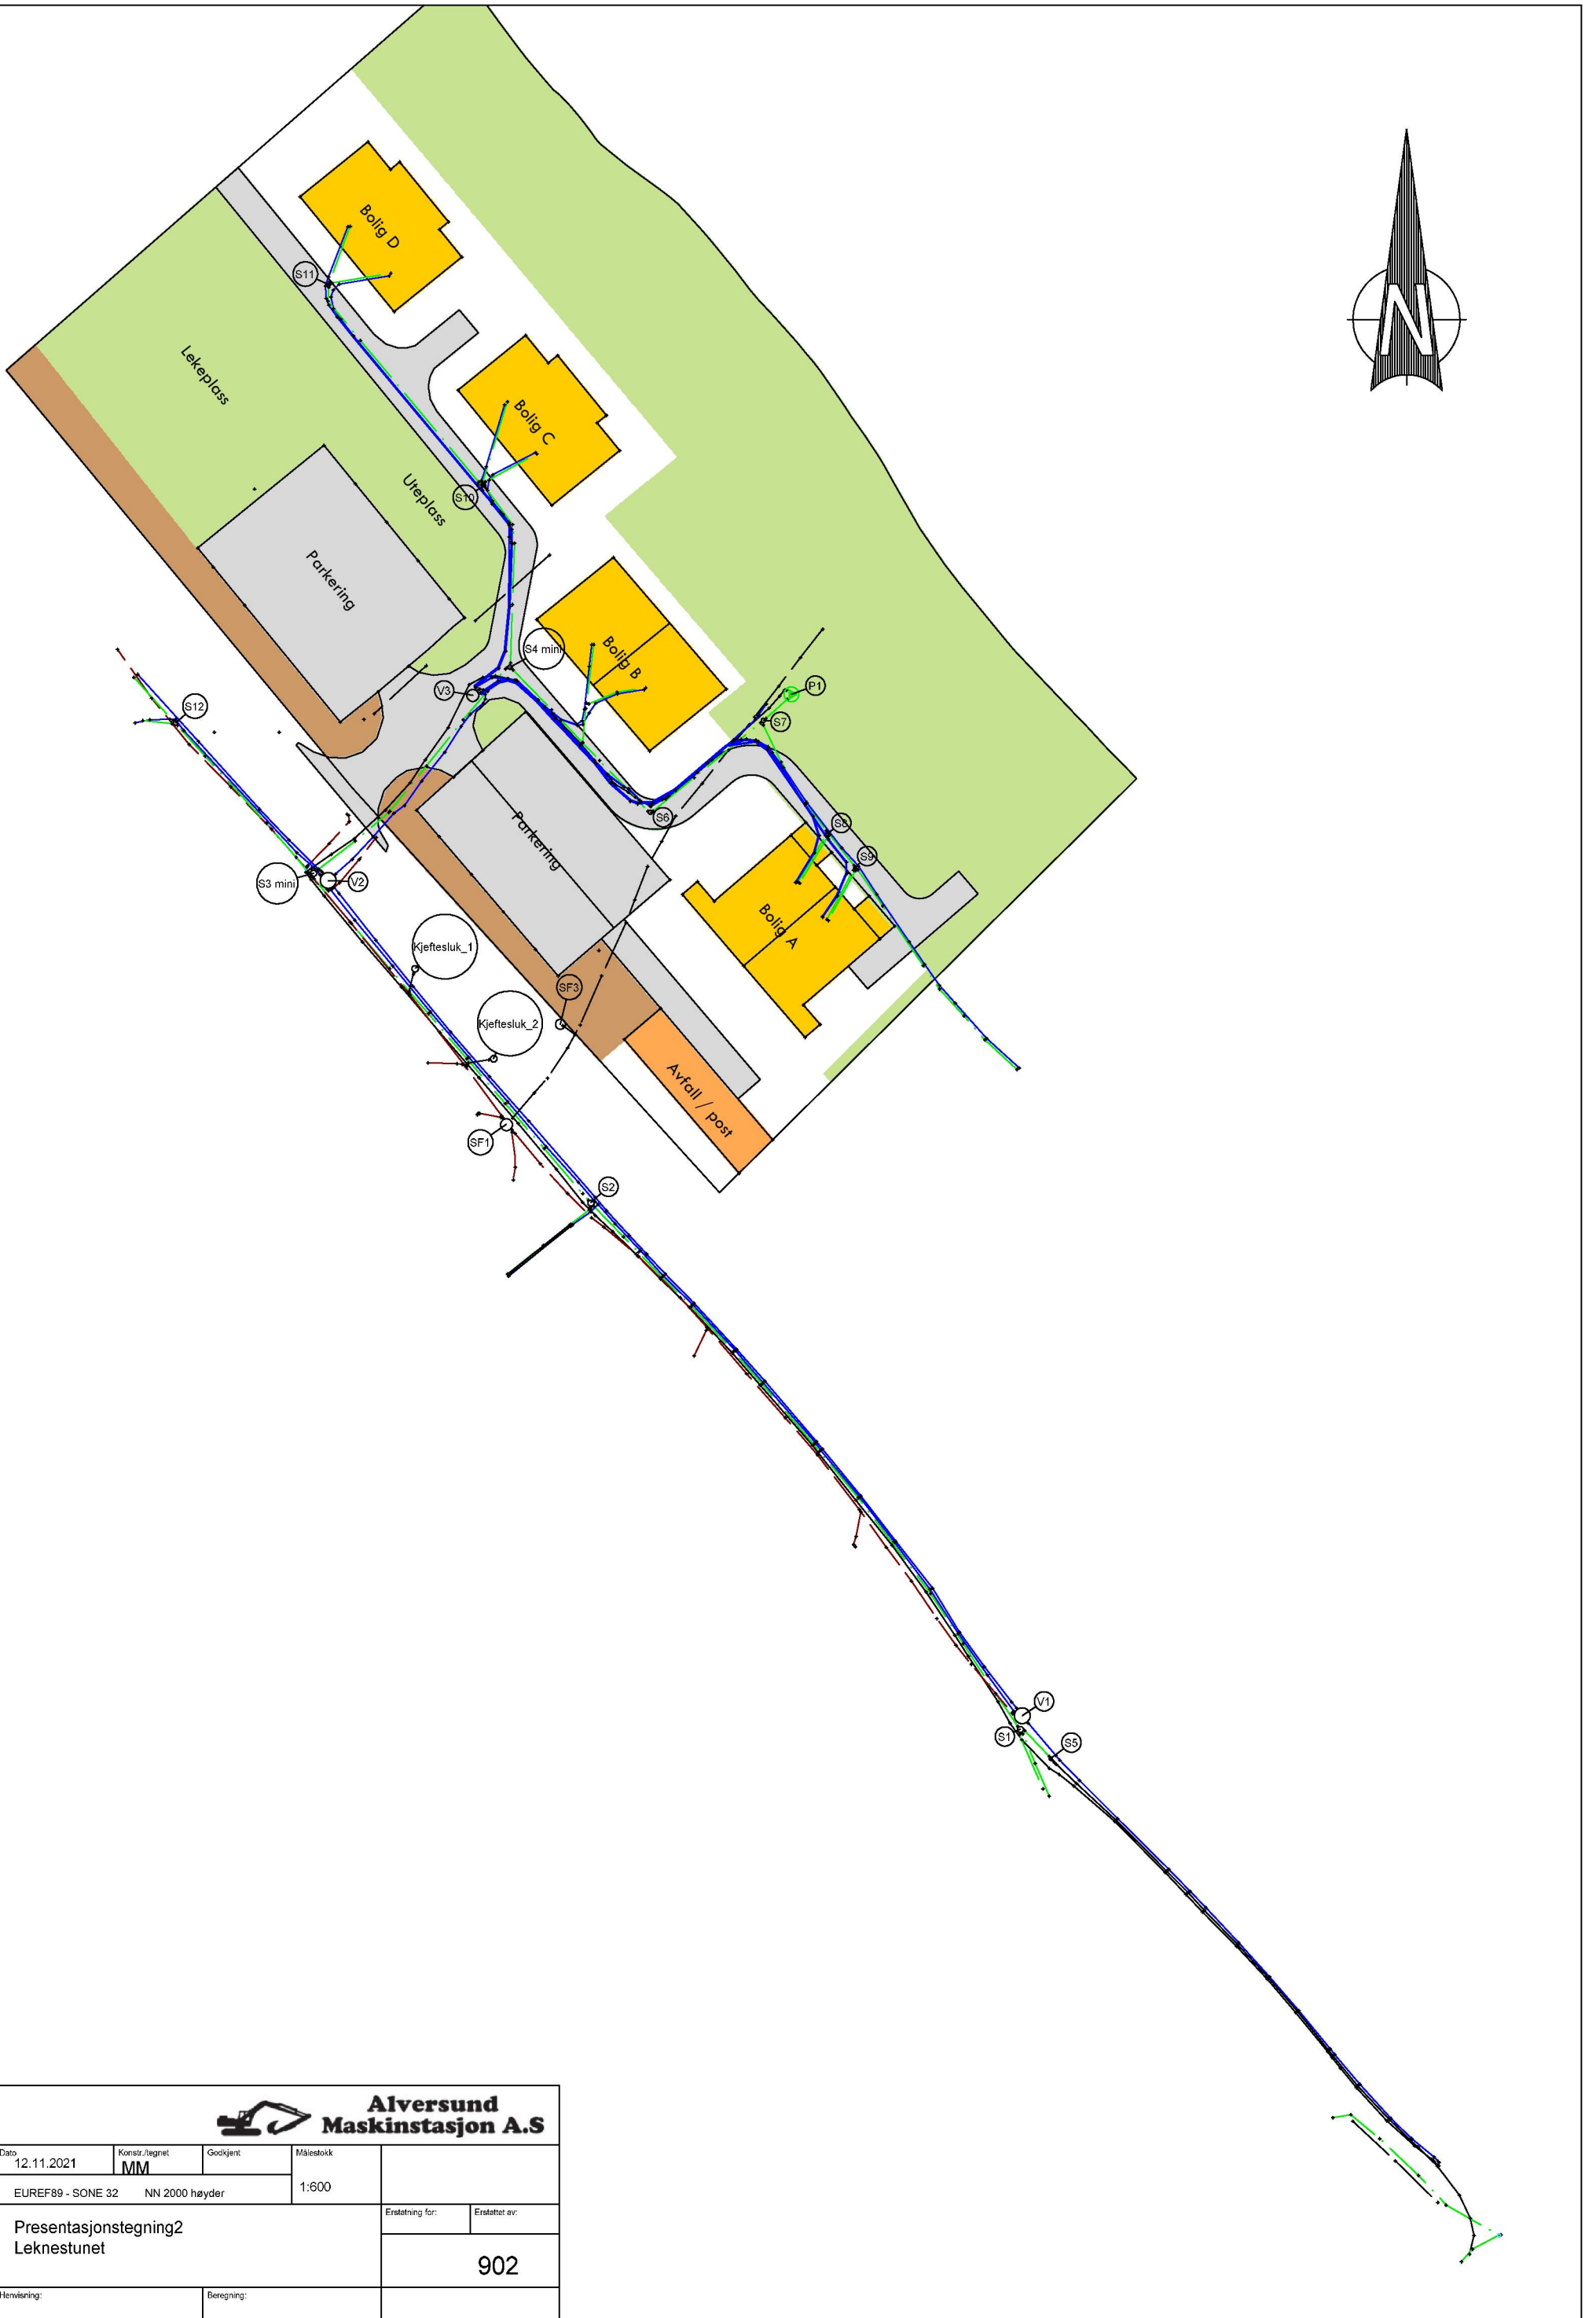 N
Bolig D
S11
Lekeplass
Bolig C
S10
Uteplass
Parkering
S4 mini
Bolig B
V3
P1
S12
S7
S6
S8
Parkering
S9
S3 mini
V2
Bolig A
Kjeftesluk_1
SF3
Kjeftesluk_2
Avfall / post
SF1
S2
V1
S1
S5
Alversund
Maskinstasjon A.S
Dato
12.11.2021
Konstr./tegnet
MM
Godkjent
Målestokk
1:600
EUREF89 - SONE 32 NN 2000 høyder
Presentasjonstegning2
Leknestunet
Erstatning for:
Erstattet av:
902
Henvisning:
Beregning: